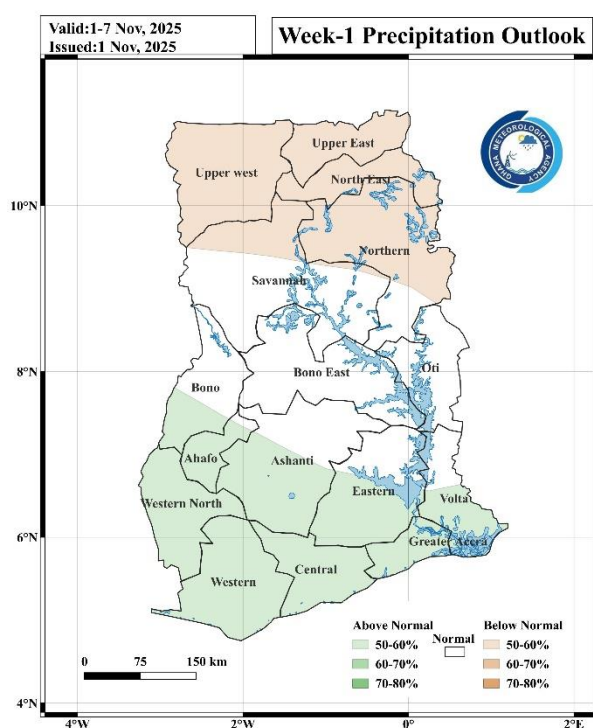 Valid:1-7 Nov, 2025
Issued:1 Nov, 2025
Week-1 Precipitation Outlook
GHANA METEOROLOGICAL AGENCY
Upper East
Upper west
North East
10°N
Northern
Savannah
8°N
Bono East
Oti
Bono
Ahafo
Ashanti
Eastern
Volta
Western North
6°N
Greater Accra
Central
Western
Above Normal
Normal
Below Normal
50-60%
50-60%
60-70%
60-70%
70-80%
70-80%
0 75 150 km
4°N
4°W 2°W 0° 2°E